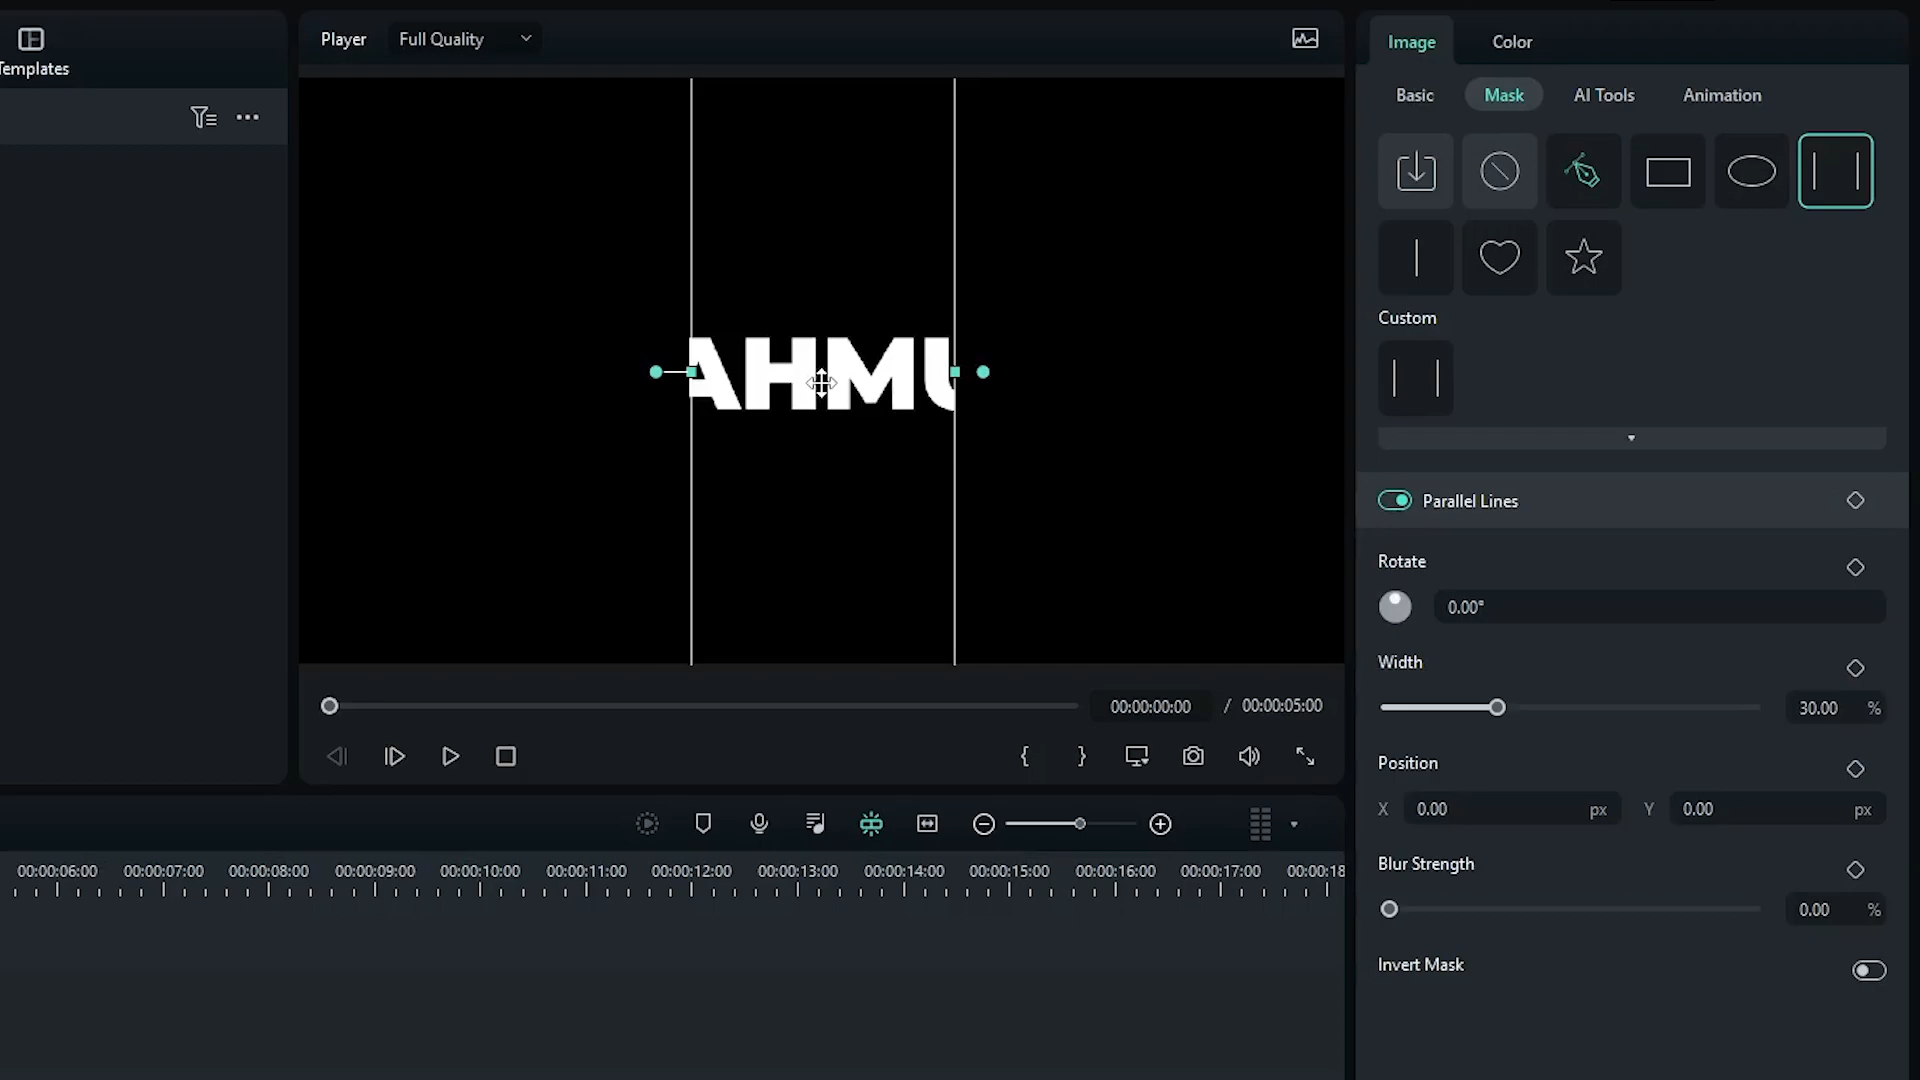 Templates
Player
Full Quality
AHMU
00:00:00:00 / 00:00:05:00
00:00:06:00 00:00:07:00 00:00:08:00 00:00:09:00 00:00:10:00 00:00:11:00 00:00:12:00 00:00:13:00 00:00:14:00 00:00:15:00 00:00:16:00 00:00:17:00 00:00:18
Image Color
Basic Mask AI Tools Animation
Custom
Parallel Lines
Rotate
0.00°
Width
30.00 %
Position
X 0.00 px Y 0.00 px
Blur Strength
0.00 %
Invert Mask